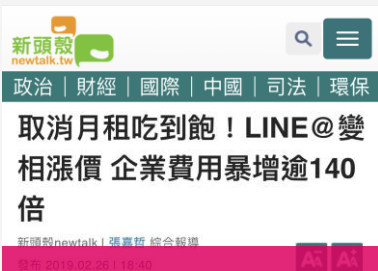 新頭殼
newtalk.tw
政治｜財經｜國際｜中國｜司法｜環保
取消月租吃到飽！LINE@變
相漲價 企業費用暴增逾140
倍
新頭殼newtalk | 張嘉哲 綜合報導
發布 2019.02.26 | 18:40
A A